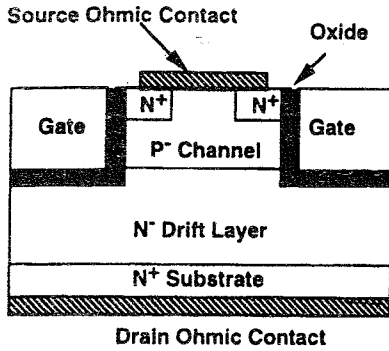 Source Ohmic Contact
Oxide
N+ N+
Gate Gate
P- Channel
N- Drift Layer
N+ Substrate
Drain Ohmic Contact